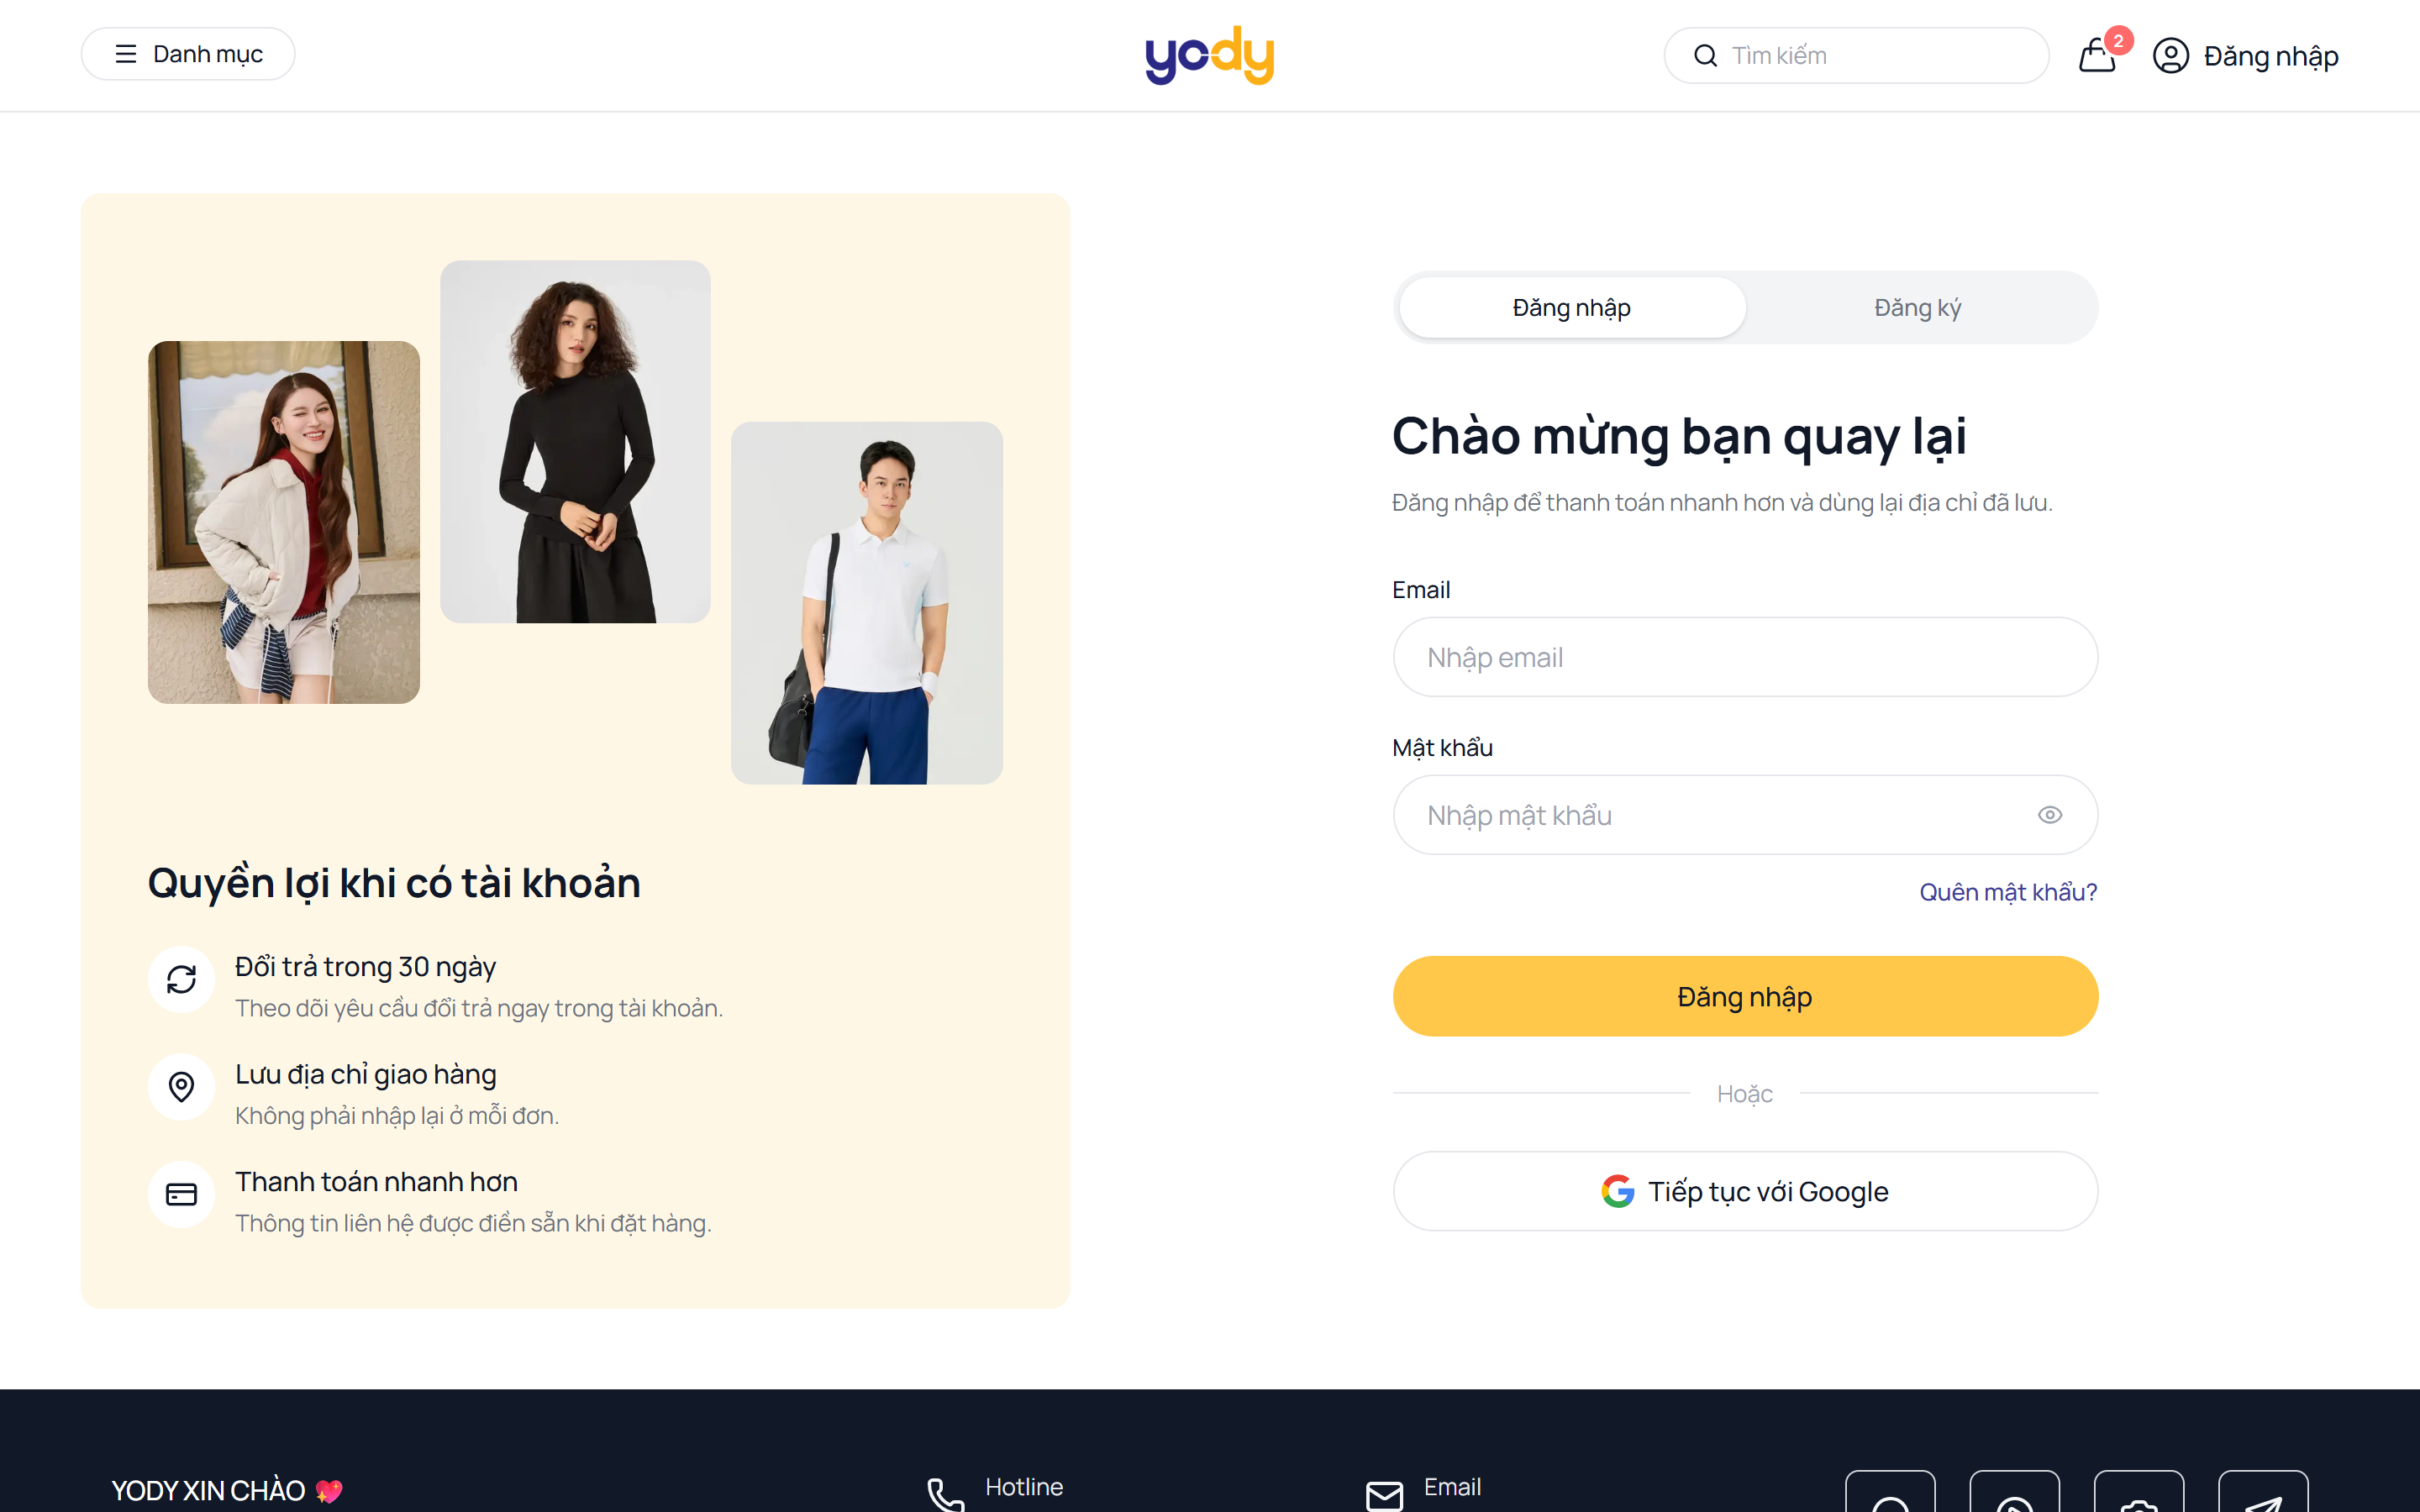 Danh mục
yody
Tìm kiếm
2
Đăng nhập
Đăng nhập
Đăng ký
Chào mừng bạn quay lại
Đăng nhập để thanh toán nhanh hơn và dùng lại địa chỉ đã lưu.
Email
Nhập email
Mật khẩu
Nhập mật khẩu
Quên mật khẩu?
Đăng nhập
Hoặc
Tiếp tục với Google
Quyền lợi khi có tài khoản
Đổi trả trong 30 ngày
Theo dõi yêu cầu đổi trả ngay trong tài khoản.
Lưu địa chỉ giao hàng
Không phải nhập lại ở mỗi đơn.
Thanh toán nhanh hơn
Thông tin liên hệ được điền sẵn khi đặt hàng.
YODY XIN CHÀO 💖
Hotline
Email